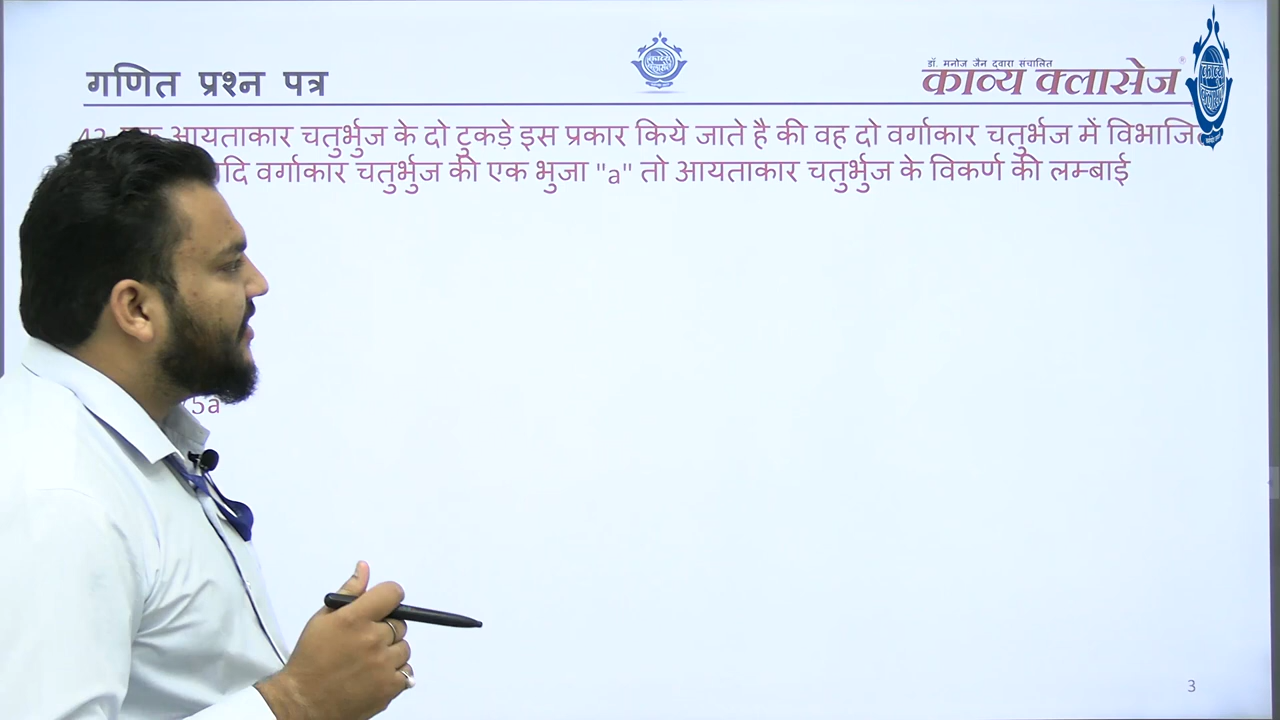 गणित प्रश्न पत्र
डॉ. मनोज जैन द्वारा संचालित
काव्य क्लासेज
आयताकार चतुर्भुज के दो टुकड़े इस प्रकार किये जाते है की वह दो वर्गाकार चतुर्भज में
वर्गाकार चतुर्भुज की एक भुजा "a" तो आयताकार चतुर्भुज के विकर्ण की लम्बाई
5a
3